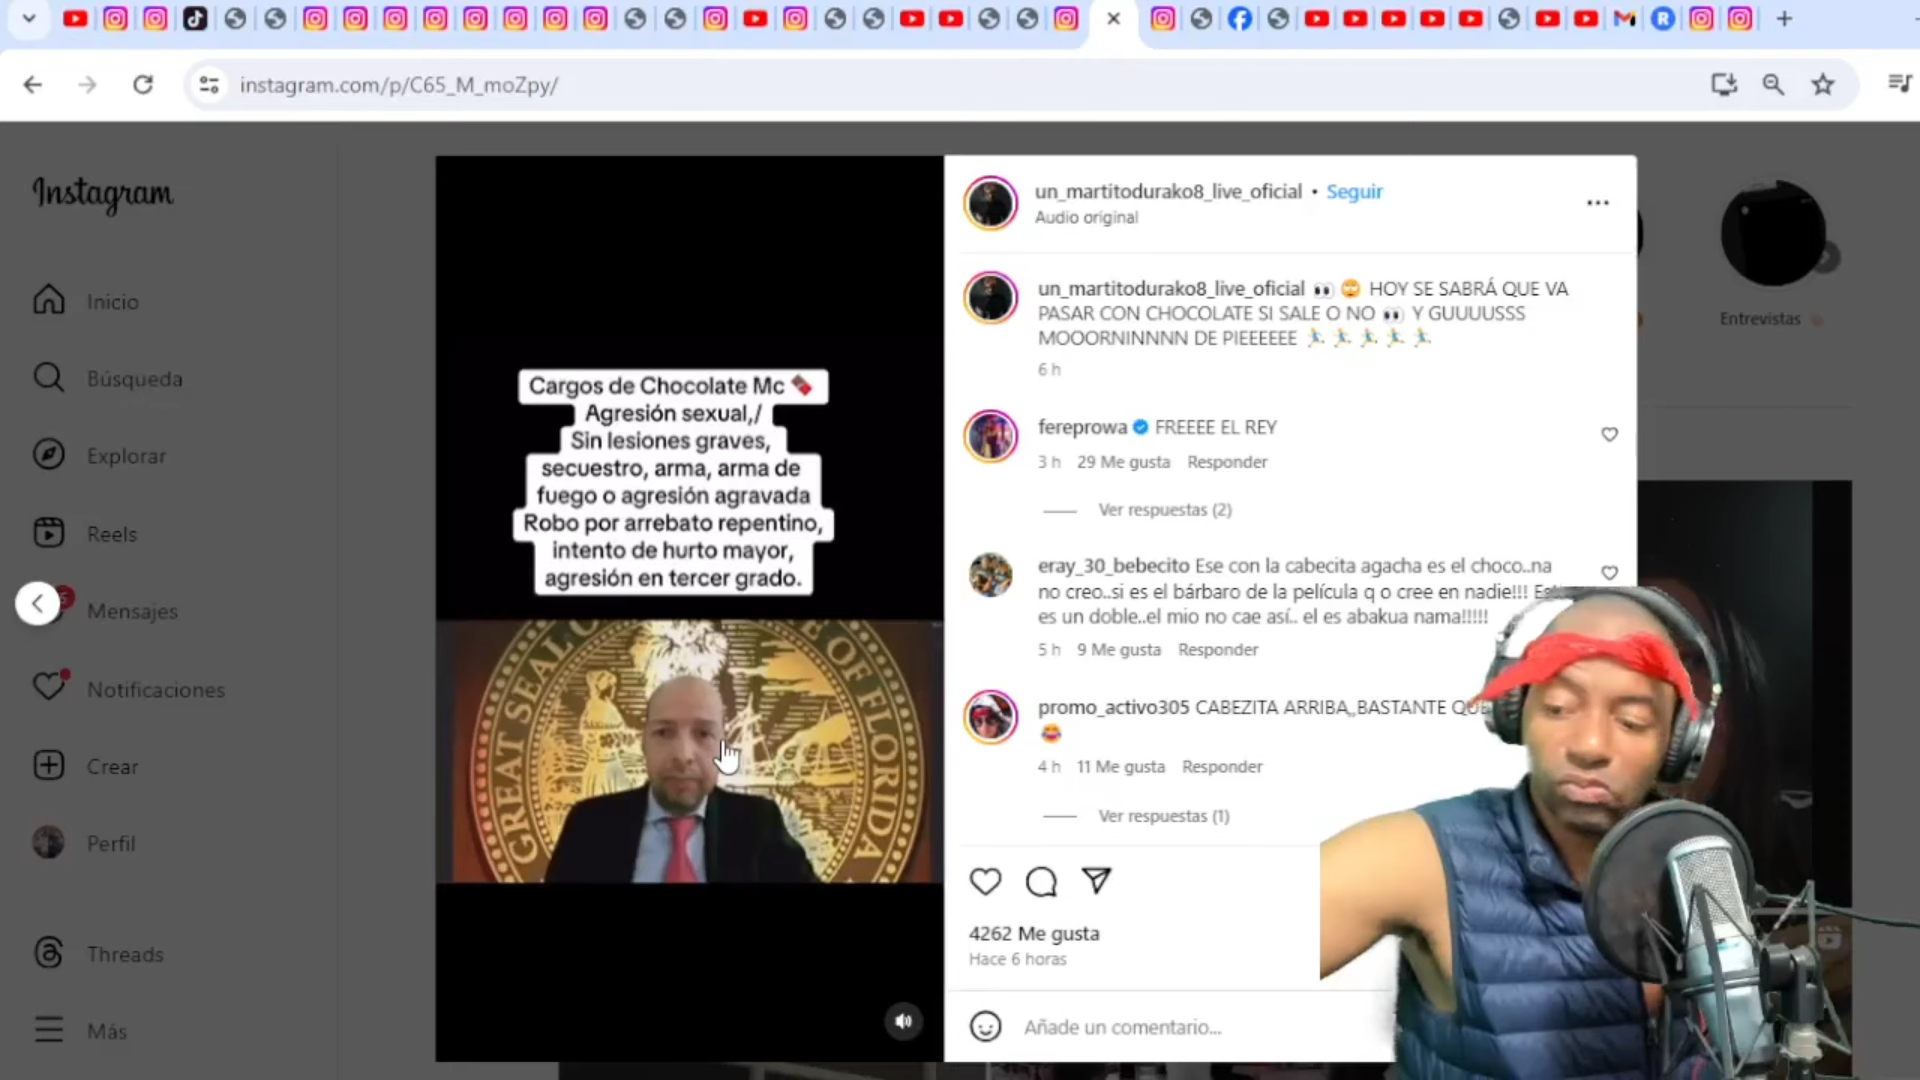 instagram.com/p/C65_M_moZpy/
Instagram
Inicio
Búsqueda
Explorar
Reels
Mensajes
Notificaciones
Crear
Perfil
Threads
Más
Cargos de Chocolate Mc 🍫
Agresión sexual,/
Sin lesiones graves,
secuestro, arma, arma de
fuego o agresión agravada
Robo por arrebato repentino,
intento de hurto mayor,
agresión en tercer grado.
GREAT SEAL
OF FLORIDA
un_martitodurako8_live_oficial • Seguir
Audio original
un_martitodurako8_live_oficial 👀 🙄 HOY SE SABRÁ QUE VA
PASAR CON CHOCOLATE SI SALE O NO 👀 Y GUUUUSSS
MOOORNINNNN DE PIEEEEEE 🏃🏃🏃🏃🏃
6 h
fereprowa FREEEE EL REY
3 h 29 Me gusta Responder
Ver respuestas (2)
eray_30_bebecito Ese con la cabecita agacha es el choco..na
no creo..si es el bárbaro de la película q o cree en nadie!!!
es un doble..el mio no cae así.. el es abakua nama!!!!!
5 h 9 Me gusta Responder
promo_activo305 CABEZITA ARRIBA,,BASTANTE
😂
4 h 11 Me gusta Responder
Ver respuestas (1)
4262 Me gusta
Hace 6 horas
Añade un comentario...
Entrevistas